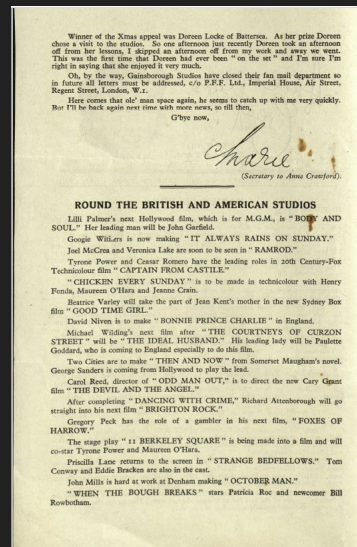 Winner of the Xmas appeal was Doreen Locke of Battersea. As her prize Doreen
chose a visit to the studios. So one afternoon just recently Doreen took an afternoon
off from her lessons, I skipped an afternoon off from my work and away we went.
This was the first time that Doreen had ever been " on the set " and I'm sure I'm
right in saying that she enjoyed it very much.
Oh, by the way, Gainsborough Studios have closed their fan mail department so
in future all letters must be addressed, c/o P.F.F. Ltd., Imperial House, Air Street,
Regent Street, London, W.1.
Here comes that ole' man space again, he seems to catch up with me very quickly.
But I'll be back again next time with more news, so till then,
G'bye now,
(Secretary to Anne Crawford).
ROUND THE BRITISH AND AMERICAN STUDIOS
Lilli Palmer's next Hollywood film, which is for M.G.M., is " BODY AND
SOUL." Her leading man will be John Garfield.
Googie Withers is now making " IT ALWAYS RAINS ON SUNDAY."
Joel McCrea and Veronica Lake are soon to be seen in " RAMROD."
Tyrone Power and Ceasar Romero have the leading roles in 20th Century-Fox
Technicolour film " CAPTAIN FROM CASTILE."
" CHICKEN EVERY SUNDAY " is to be made in technicolour with Henry
Fonda, Maureen O'Hara and Jeanne Crain.
Beatrice Varley will take the part of Jean Kent's mother in the new Sydney Box
film " GOOD TIME GIRL."
David Niven is to make " BONNIE PRINCE CHARLIE " in England.
Michael Wilding's next film after " THE COURTNEYS OF CURZON
STREET " will be " THE IDEAL HUSBAND." His leading lady will be Paulette
Goddard, who is coming to England especially to do this film.
Two Cities are to make " THEN AND NOW " from Somerset Maugham's novel.
George Sanders is coming from Hollywood to play the lead.
Carol Reed, director of " ODD MAN OUT," is to direct the new Cary Grant
film " THE DEVIL AND THE ANGEL."
After completing " DANCING WITH CRIME," Richard Attenborough will go
straight into his next film " BRIGHTON ROCK."
Gregory Peck has the role of a gambler in his next film, " FOXES OF
HARROW."
The stage play " 11 BERKELEY SQUARE " is being made into a film and will
co-star Tyrone Power and Maureen O'Hara.
Priscilla Lane returns to the screen in " STRANGE BEDFELLOWS." Tom
Conway and Eddie Bracken are also in the cast.
John Mills is hard at work at Denham making " OCTOBER MAN."
" WHEN THE BOUGH BREAKS " stars Patricia Roc and newcomer Bill
Rowbotham.